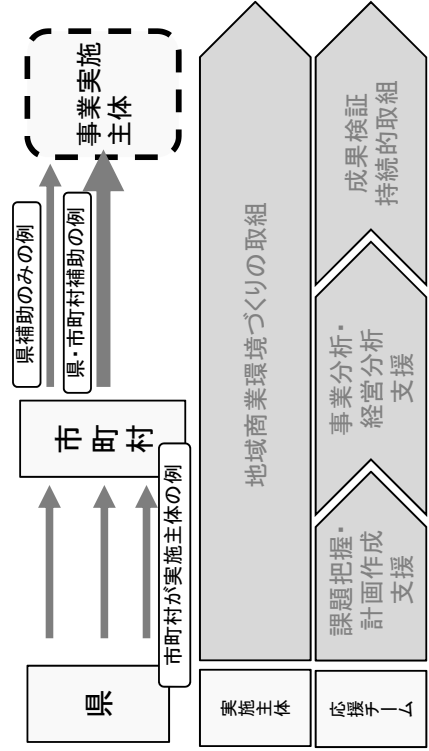 県
市町村
事業実施
主体
県補助のみの例
県・市町村補助の例
市町村が実施主体の例
実施主体
地域商業環境づくりの取組
応援チーム
課題把握・
計画作成
支援
事業分析・
経営分析
支援
成果検証
持続的取組